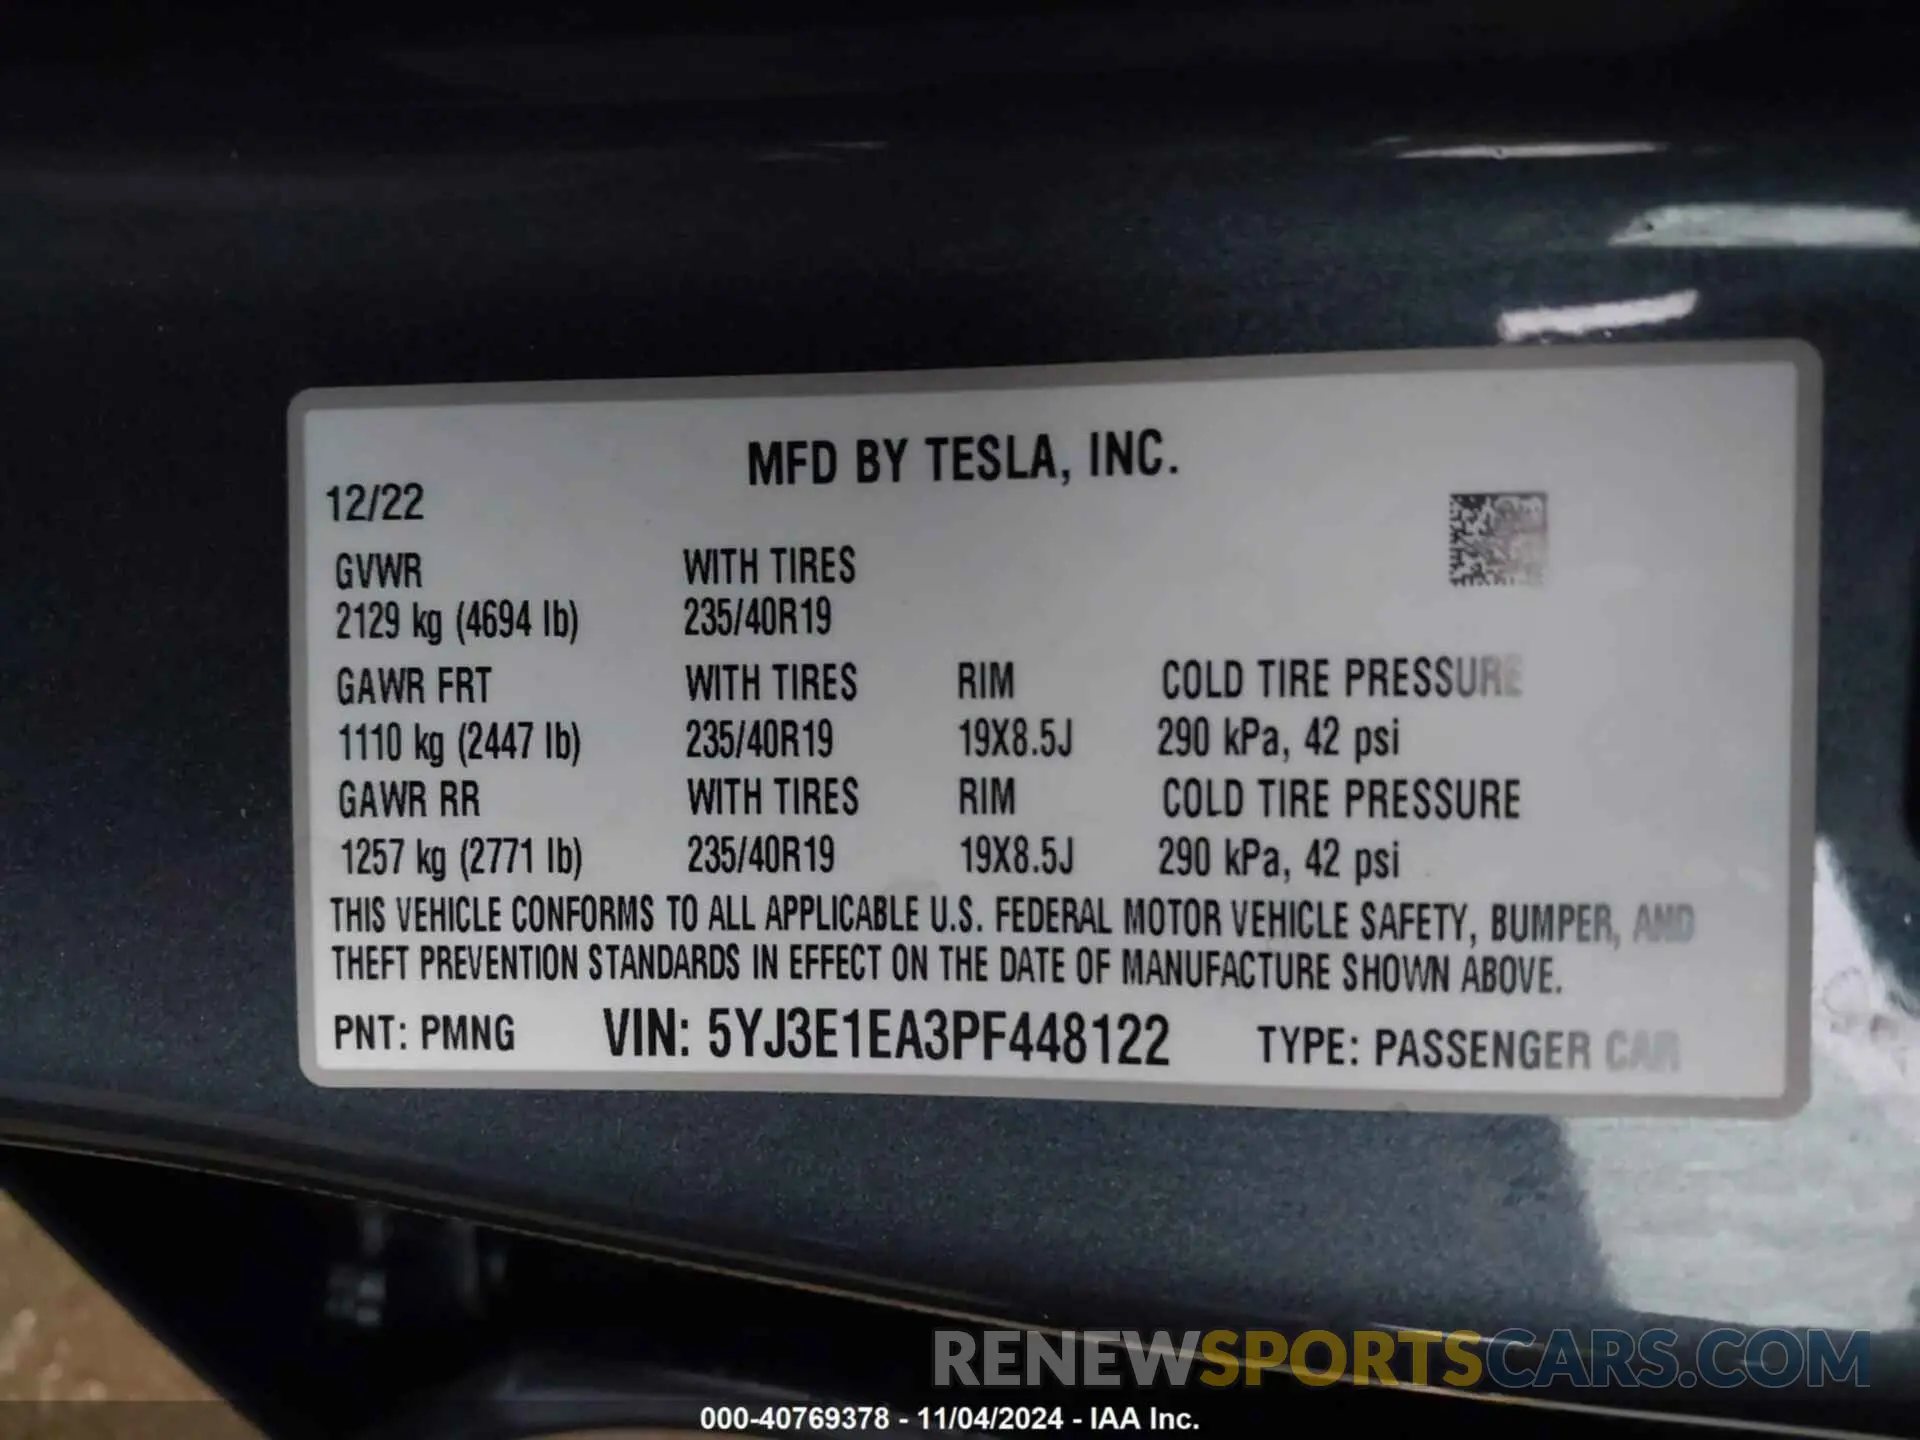 MFD BY TESLA, INC.
12/22
GVWR WITH TIRES
2129 kg (4694 lb) 235/40R19
GAWR FRT WITH TIRES RIM COLD TIRE PRESSURE
1110 kg (2447 lb) 235/40R19 19X8.5J 290 kPa, 42 psi
GAWR RR WITH TIRES RIM COLD TIRE PRESSURE
1257 kg (2771 lb) 235/40R19 19X8.5J 290 kPa, 42 psi
THIS VEHICLE CONFORMS TO ALL APPLICABLE U.S. FEDERAL MOTOR VEHICLE SAFETY, BUMPER, AND
THEFT PREVENTION STANDARDS IN EFFECT ON THE DATE OF MANUFACTURE SHOWN ABOVE.
PNT: PMNG VIN: 5YJ3E1EA3PF448122 TYPE: PASSENGER CAR
RENEWSPORTSCARS.COM
000-40769378 - 11/04/2024 - IAA Inc.